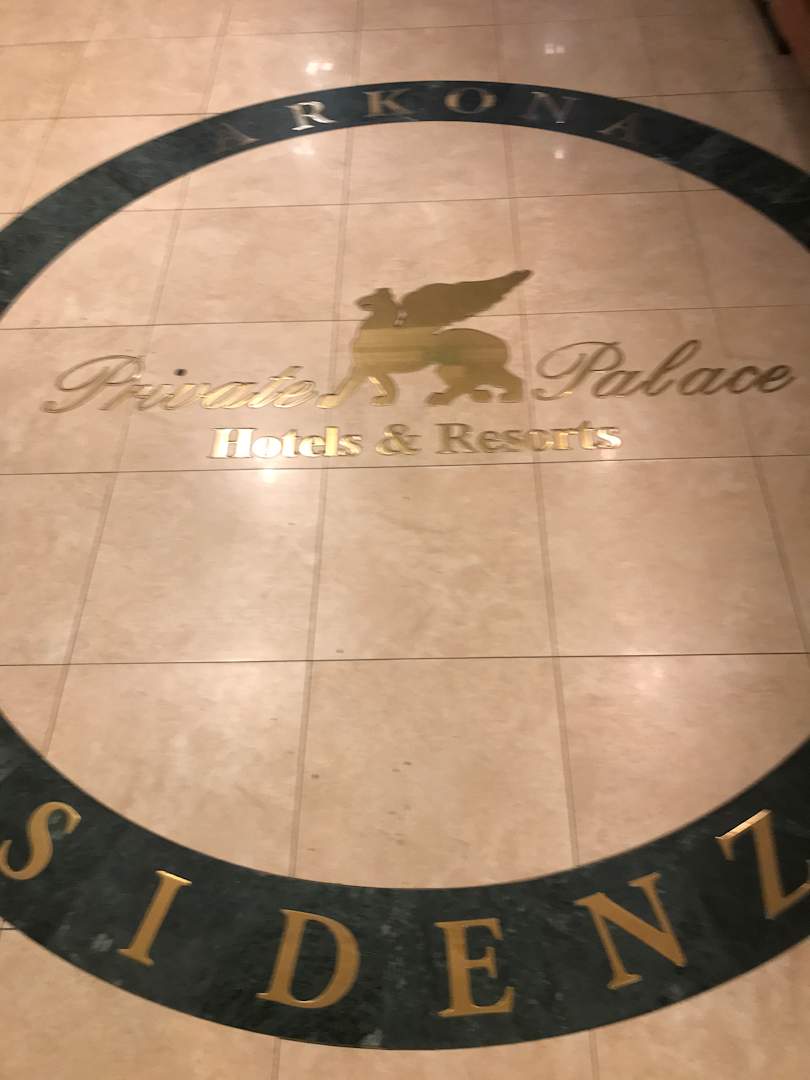 ARKONA
Private Palace
Hotels & Resorts
SIDENZ